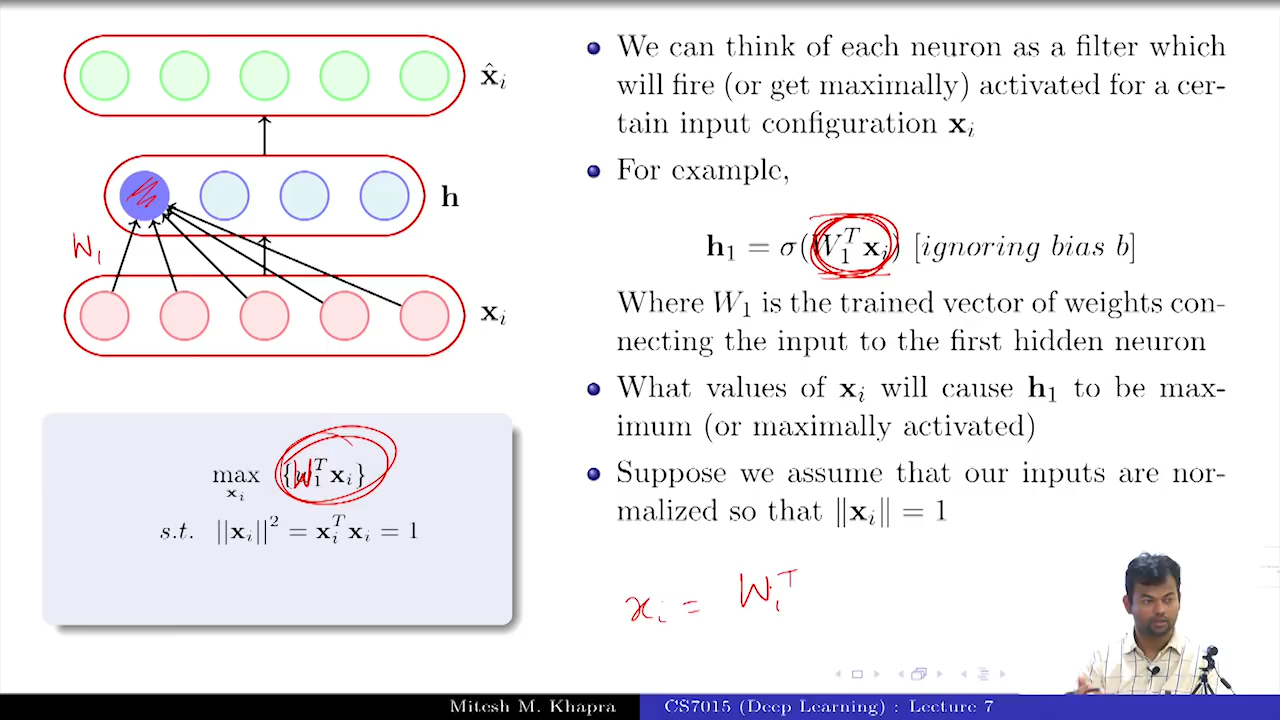 x̂ᵢ
h
W₁
xᵢ
max {w₁ᵀxᵢ}
xᵢ
s.t. ||xᵢ||² = xᵢᵀxᵢ = 1
We can think of each neuron as a filter which
will fire (or get maximally) activated for a cer-
tain input configuration xᵢ
For example,
h₁ = σ(W₁ᵀxᵢ) [ignoring bias b]
Where W₁ is the trained vector of weights con-
necting the input to the first hidden neuron
What values of xᵢ will cause h₁ to be max-
imum (or maximally activated)
Suppose we assume that our inputs are nor-
malized so that ‖xᵢ‖ = 1
xᵢ = W₁ᵀ
Mitesh M. Khapra CS7015 (Deep Learning) : Lecture 7